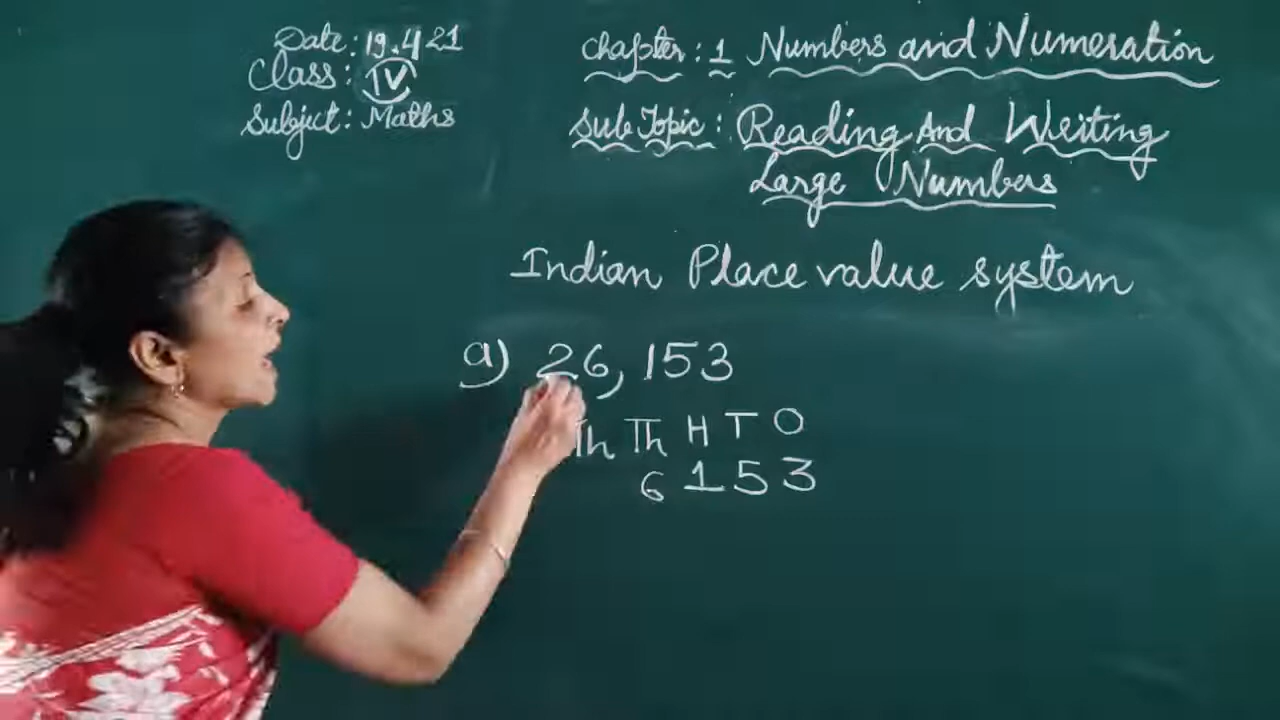 Date: 19.4 21
Class: IV
Subject: Maths
Chapter: 1 Numbers and Numeration
Sub Topic: Reading And Writing
Large Numbers
Indian Place value system
a) 26,153
Th Th H T O
6 1 5 3